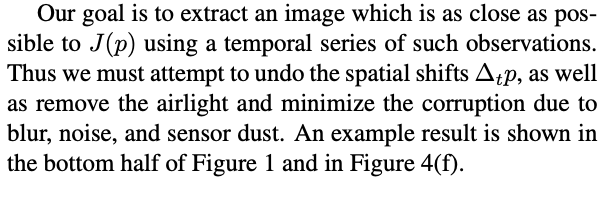 Our goal is to extract an image which is as close as pos-
sible to J(p) using a temporal series of such observations.
Thus we must attempt to undo the spatial shifts Δₜp, as well
as remove the airlight and minimize the corruption due to
blur, noise, and sensor dust. An example result is shown in
the bottom half of Figure 1 and in Figure 4(f).